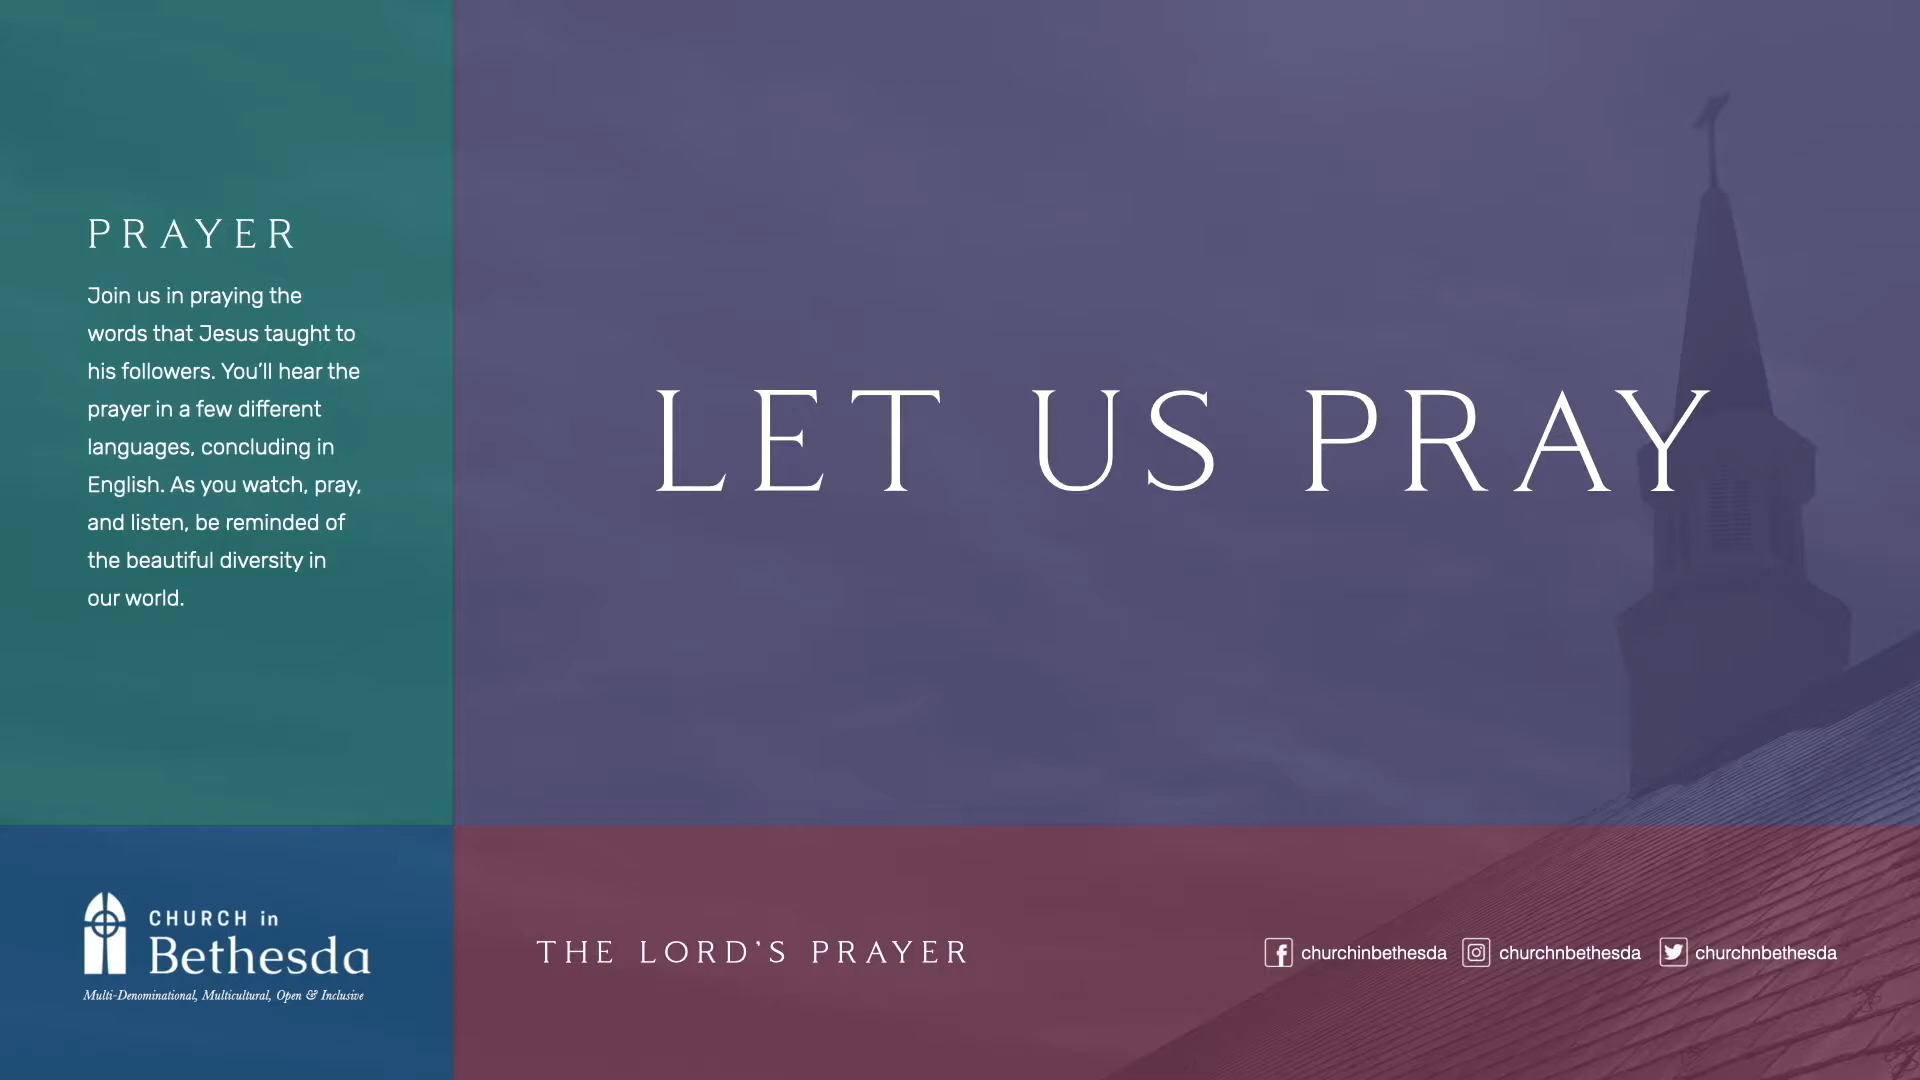 PRAYER
Join us in praying the
words that Jesus taught to
his followers. You’ll hear the
prayer in a few different
languages, concluding in
English. As you watch, pray,
and listen, be reminded of
the beautiful diversity in
our world.
LET US PRAY
CHURCH in
Bethesda
Multi-Denominational, Multicultural, Open & Inclusive
THE LORD’S PRAYER
churchinbethesda churchnbethesda churchnbethesda